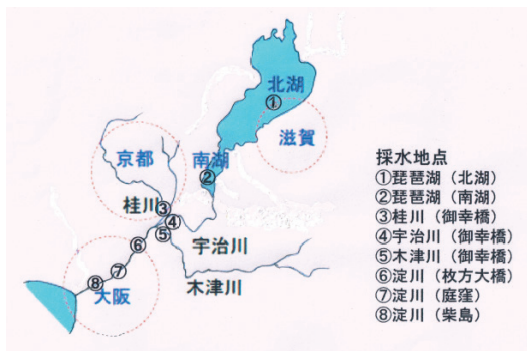 北湖
①
滋賀
京都
南湖
②
桂川
③
④
⑤
宇治川
⑥
木津川
⑦
⑧
大阪
採水地点
①琵琶湖（北湖）
②琵琶湖（南湖）
③桂川（御幸橋）
④宇治川（御幸橋）
⑤木津川（御幸橋）
⑥淀川（枚方大橋）
⑦淀川（庭窪）
⑧淀川（柴島）